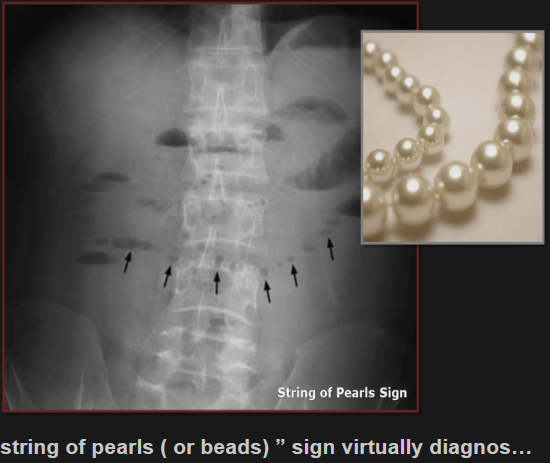 String of Pearls Sign
string of pearls ( or beads) ” sign virtually diagnos…